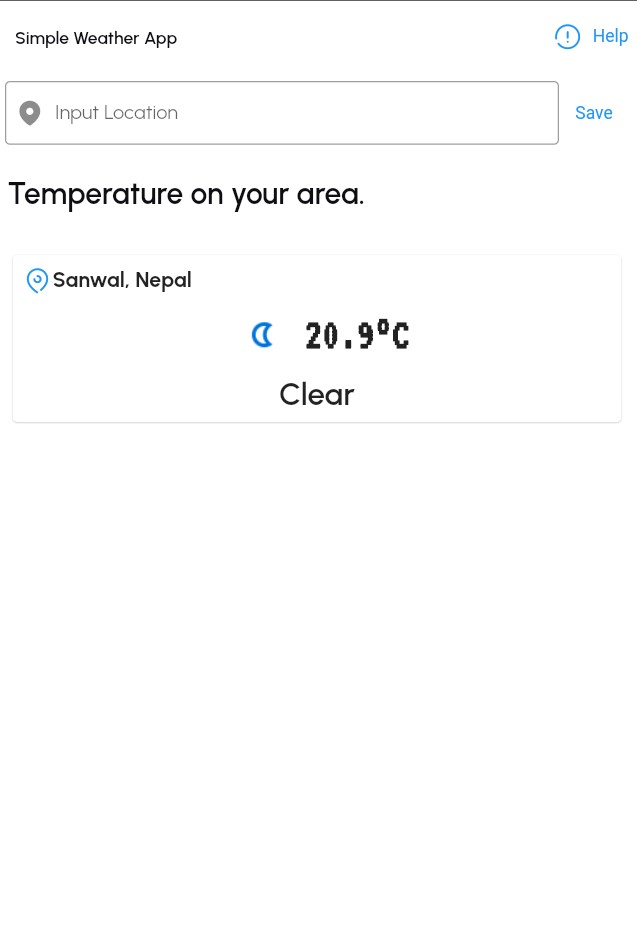 Simple Weather App
Help
Input Location
Save
Temperature on your area.
Sanwal, Nepal
20.9°C
Clear